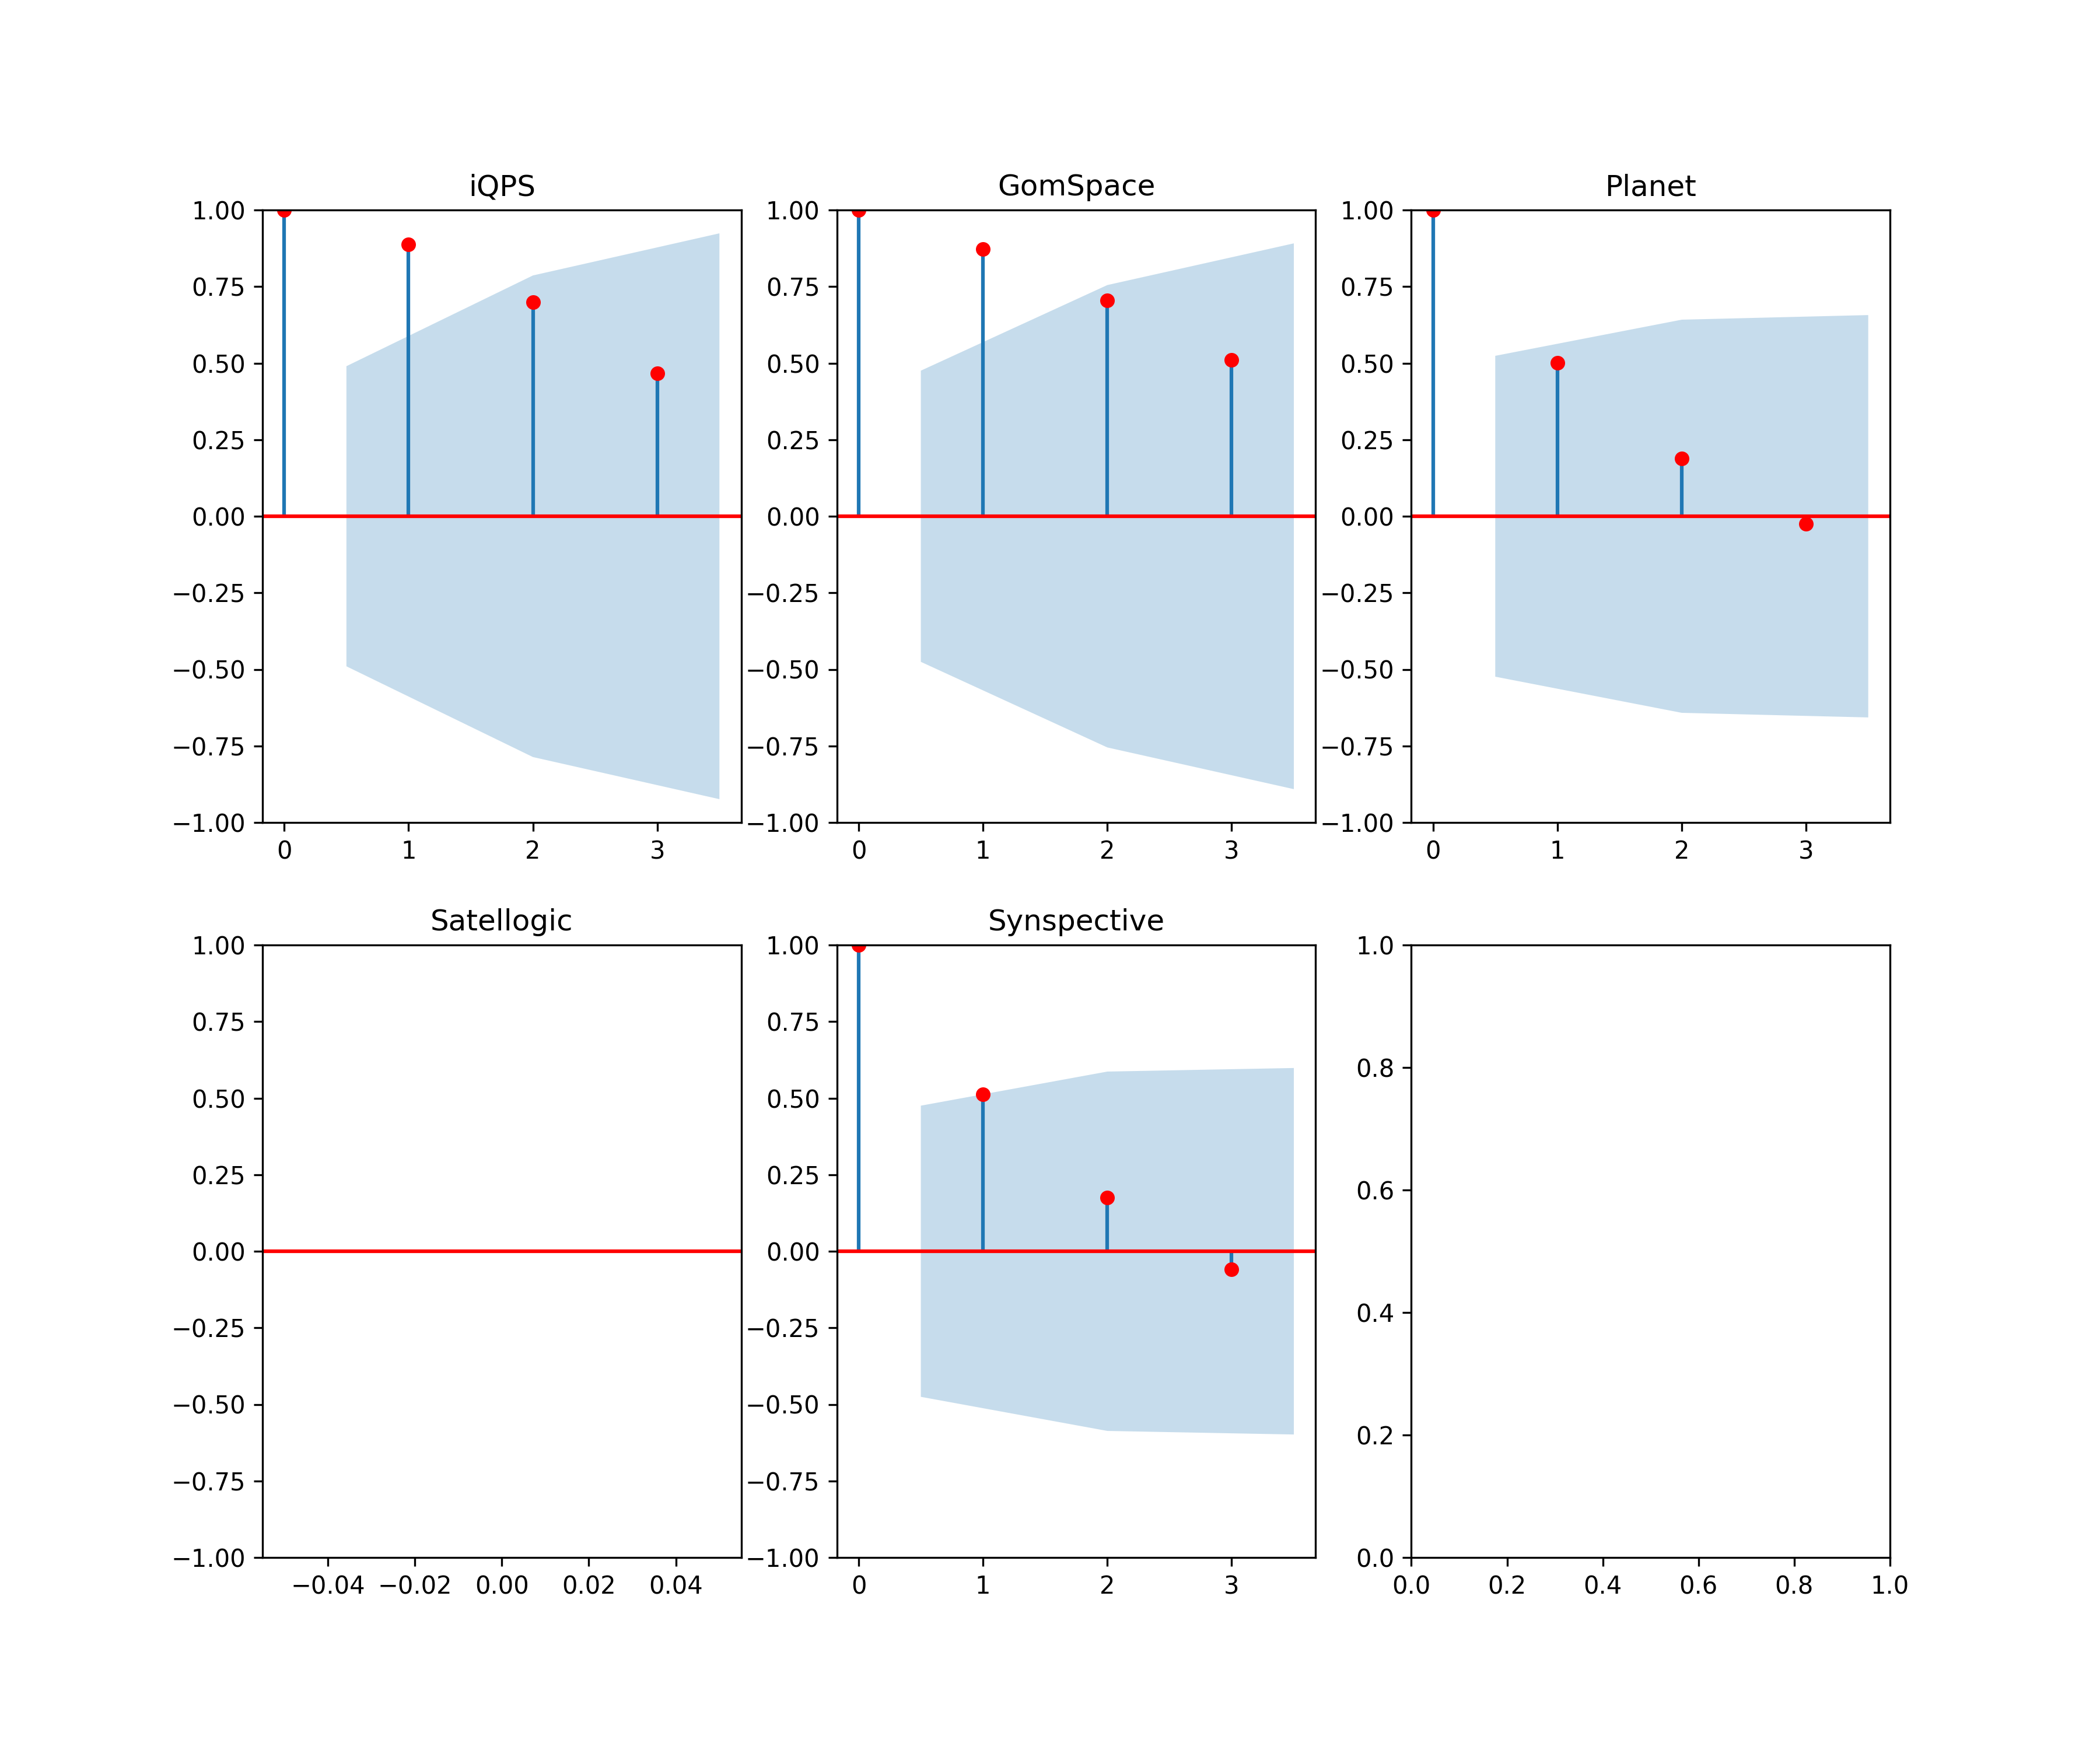 iQPS GomSpace Planet
1.00 1.00 1.00
0.75 0.75 0.75
0.50 0.50 0.50
0.25 0.25 0.25
0.00 0.00 0.00
−0.25 −0.25 −0.25
−0.50 −0.50 −0.50
−0.75 −0.75 −0.75
−1.00 −1.00 −1.00
0 1 2 3 0 1 2 3 0 1 2 3
Satellogic Synspective
1.00 1.00 1.0
0.75 0.75 0.8
0.50 0.50 0.6
0.25 0.25 0.4
0.00 0.00 0.2
−0.25 −0.25 0.0
−0.50 −0.50
−0.75 −0.75
−1.00 −1.00
−0.04 −0.02 0.00 0.02 0.04 0 1 2 3 0.0 0.2 0.4 0.6 0.8 1.0